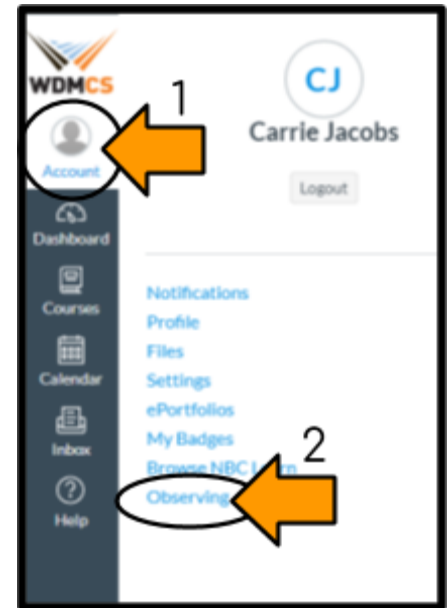 WDMCS
Account
Dashboard
Courses
Calendar
Inbox
Help
1
CJ
Carrie Jacobs
Logout
Notifications
Profile
Files
Settings
ePortfolios
My Badges
Browse NBC Learn
Observing
2